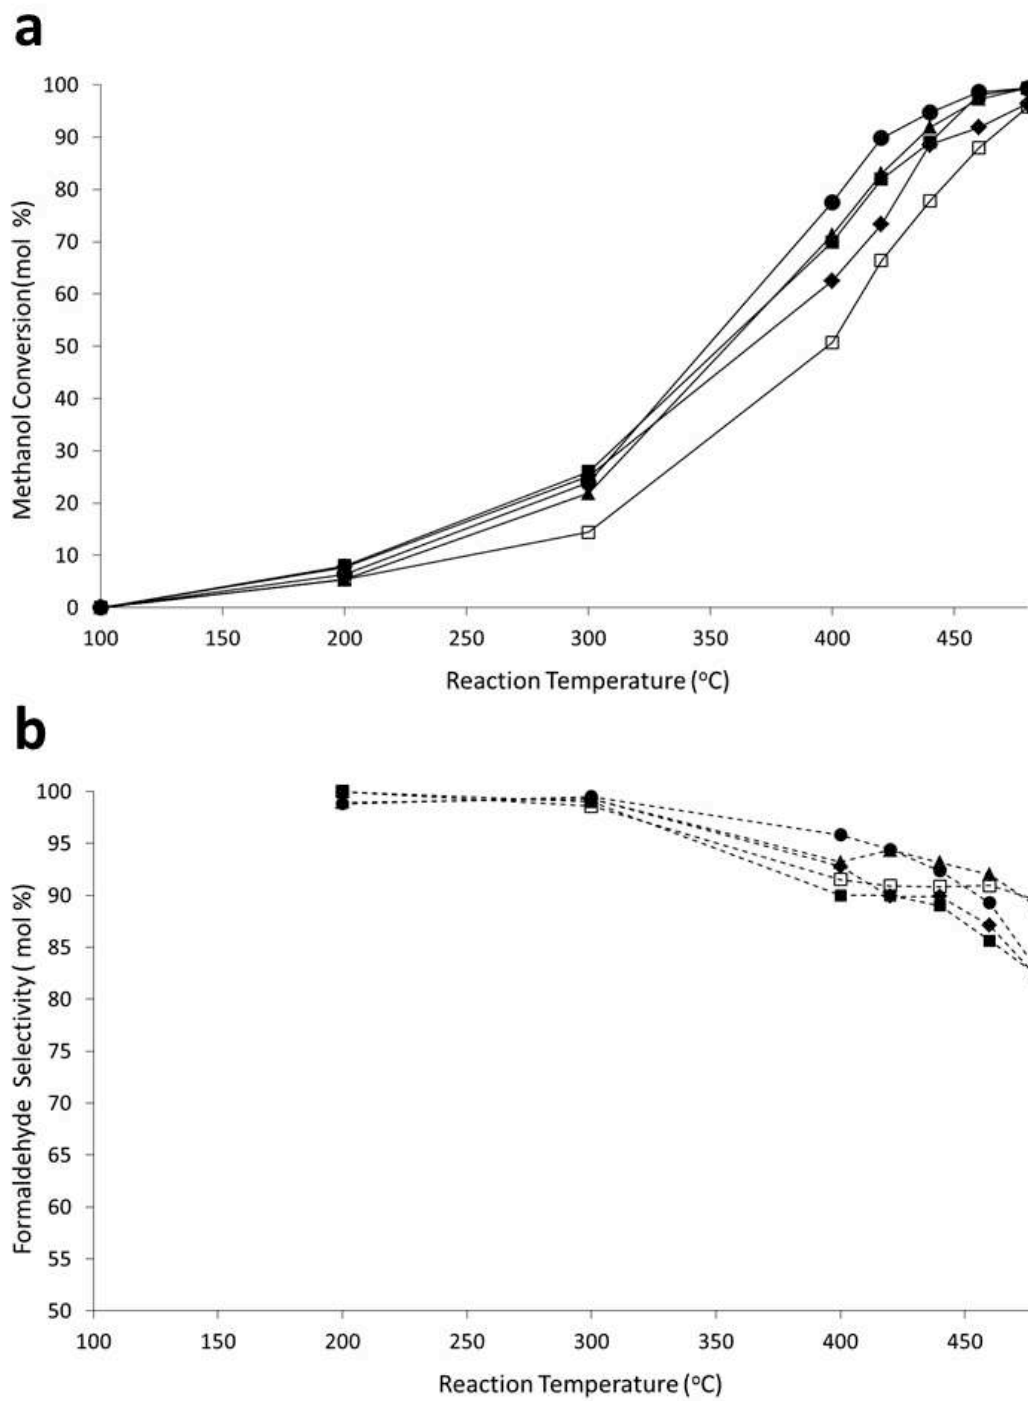 a
100
90
80
70
60
50
40
30
20
10
0
Methanol Conversion(mol %)
100 150 200 250 300 350 400 450
Reaction Temperature (°C)
b
100
95
90
85
80
75
70
65
60
55
50
Formaldehyde Selectivity ( mol %)
100 150 200 250 300 350 400 450
Reaction Temperature (°C)